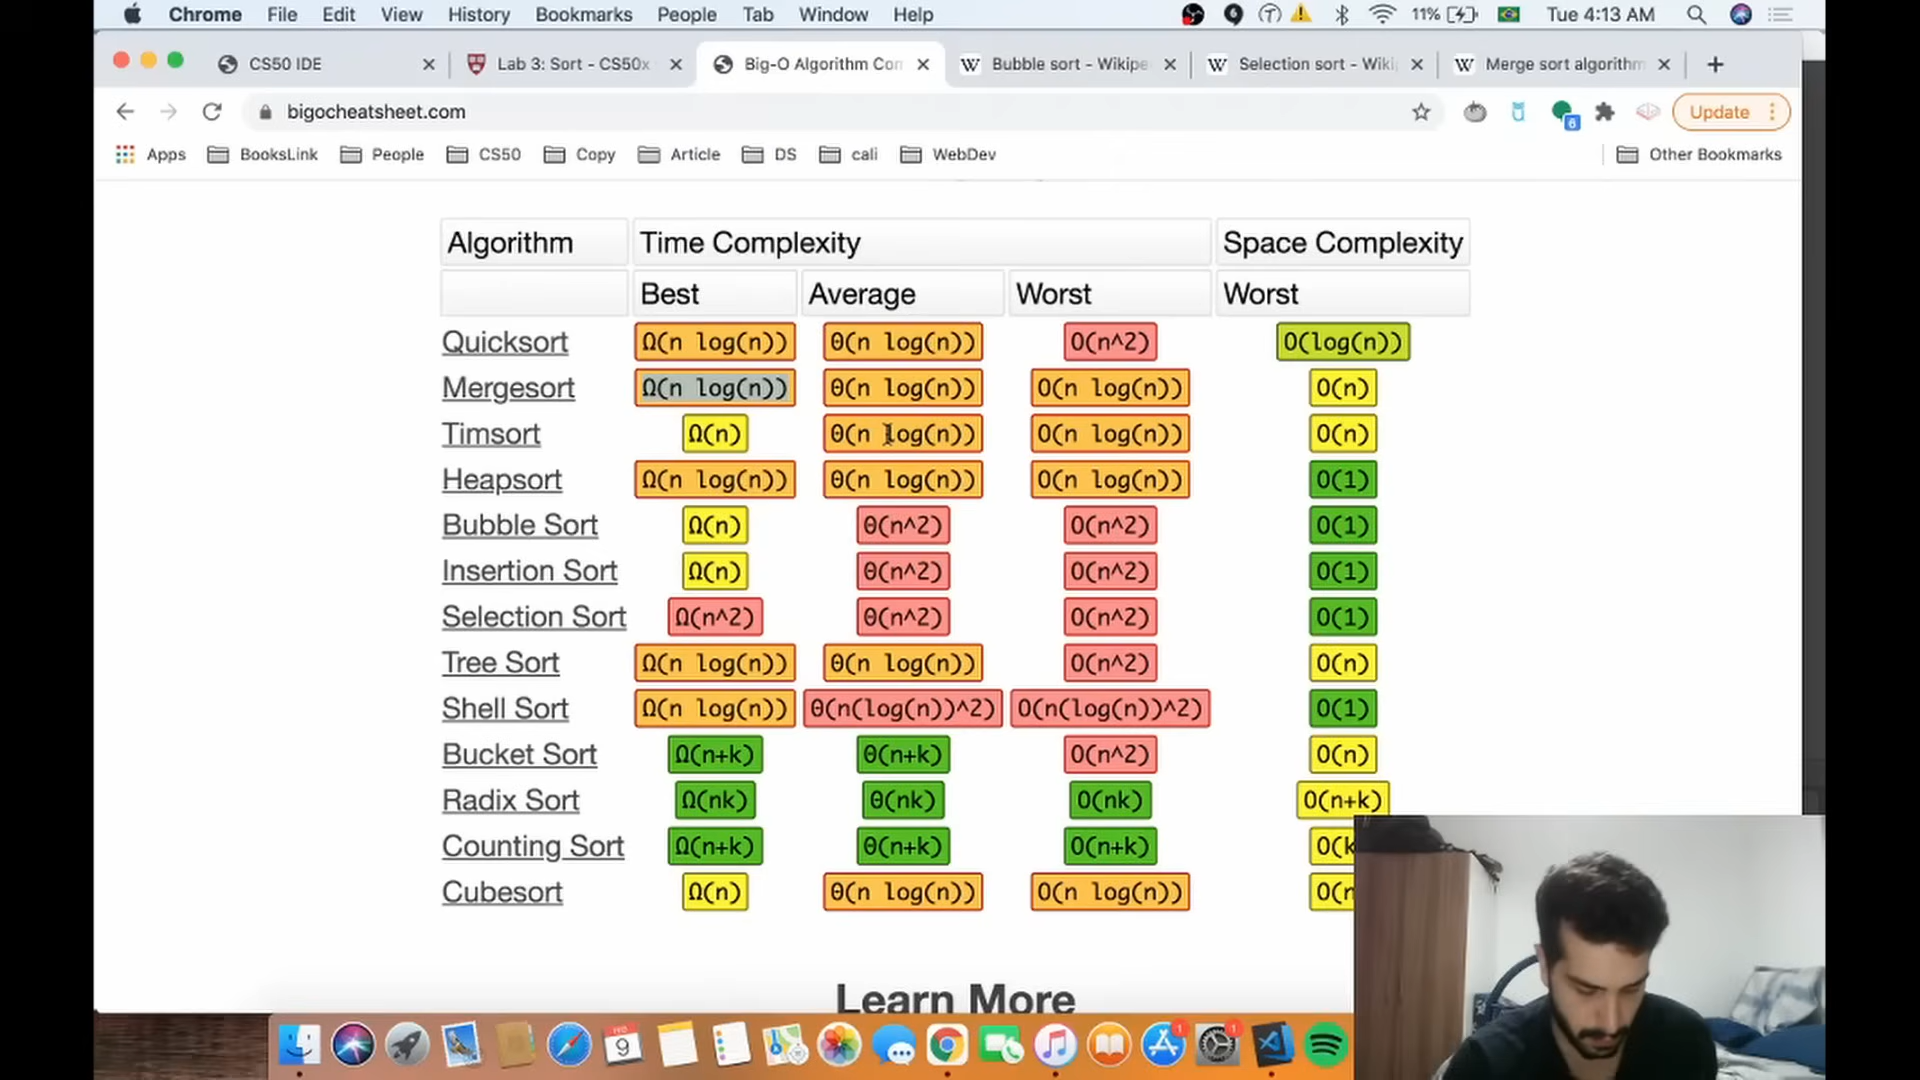 Chrome File Edit View History Bookmarks People Tab Window Help 11% Tue 4:13 AM
CS50 IDE Lab 3: Sort - CS50x Big-O Algorithm Com Bubble sort - Wikipe Selection sort - Wiki Merge sort algorithm
bigocheatsheet.com 6 Update
Apps BooksLink People CS50 Copy Article DS cali WebDev Other Bookmarks
Algorithm Time Complexity Space Complexity
Best Average Worst Worst
Quicksort Ω(n log(n)) Θ(n log(n)) O(n^2) O(log(n))
Mergesort Ω(n log(n)) Θ(n log(n)) O(n log(n)) O(n)
Timsort Ω(n) Θ(n log(n)) O(n log(n)) O(n)
Heapsort Ω(n log(n)) Θ(n log(n)) O(n log(n)) O(1)
Bubble Sort Ω(n) Θ(n^2) O(n^2) O(1)
Insertion Sort Ω(n) Θ(n^2) O(n^2) O(1)
Selection Sort Ω(n^2) Θ(n^2) O(n^2) O(1)
Tree Sort Ω(n log(n)) Θ(n log(n)) O(n^2) O(n)
Shell Sort Ω(n log(n)) Θ(n(log(n))^2) O(n(log(n))^2) O(1)
Bucket Sort Ω(n+k) Θ(n+k) O(n^2) O(n)
Radix Sort Ω(nk) Θ(nk) O(nk) O(n+k)
Counting Sort Ω(n+k) Θ(n+k) O(n+k) O(k
Cubesort Ω(n) Θ(n log(n)) O(n log(n)) O(n
Learn More
9 1 1